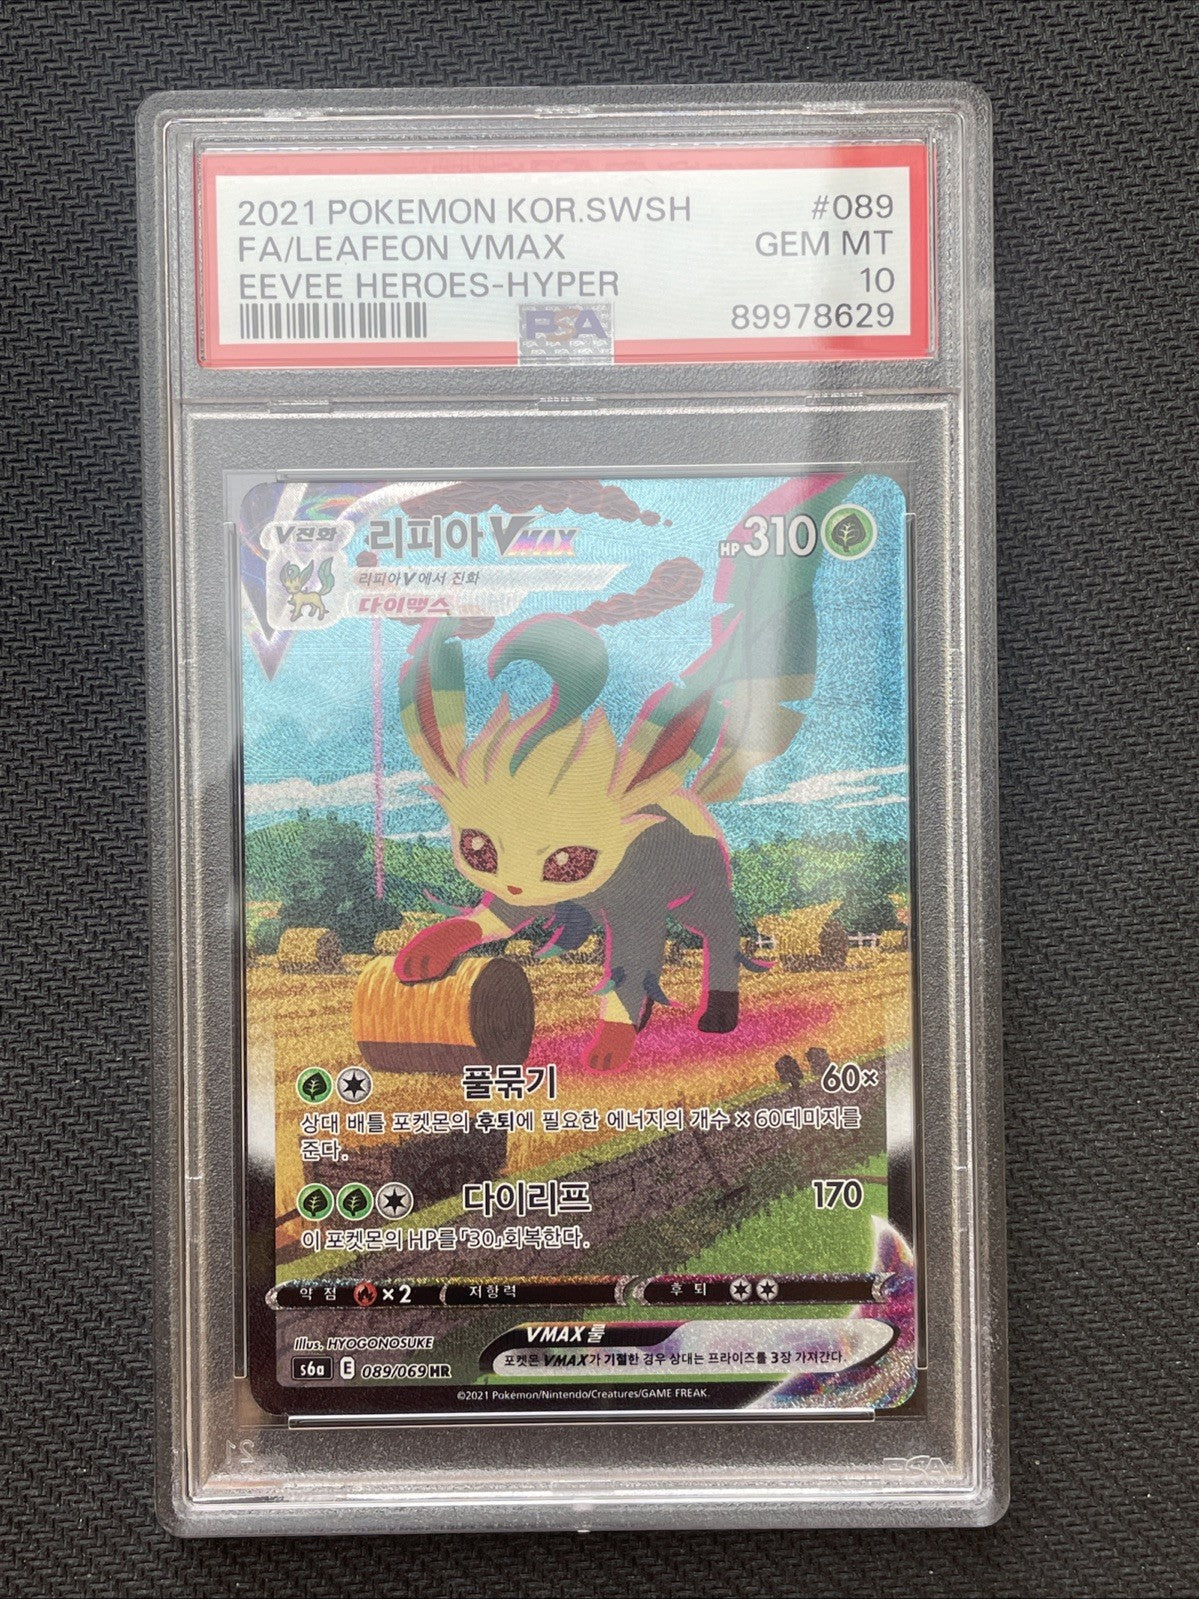 2021 POKEMON KOR.SWSH #089
FA/LEAFEON VMAX GEM MT
EEVEE HEROES-HYPER 10
PSA 89978629
V진화 리피아 VMAX HP 310
리피아V에서 진화
다이맥스
풀묶기 60×
상대 배틀 포켓몬의 후퇴에 필요한 에너지의 개수 × 60데미지를
준다.
다이리프 170
이 포켓몬의 HP를 「30」 회복한다.
약점 ×2 저항력 후퇴
Illus. HYOGONOSUKE
VMAX 룰
포켓몬 VMAX가 기절한 경우 상대는 프라이즈를 3장 가져간다.
s6a E 089/069 HR
©2021 Pokémon/Nintendo/Creatures/GAME FREAK.
PSA